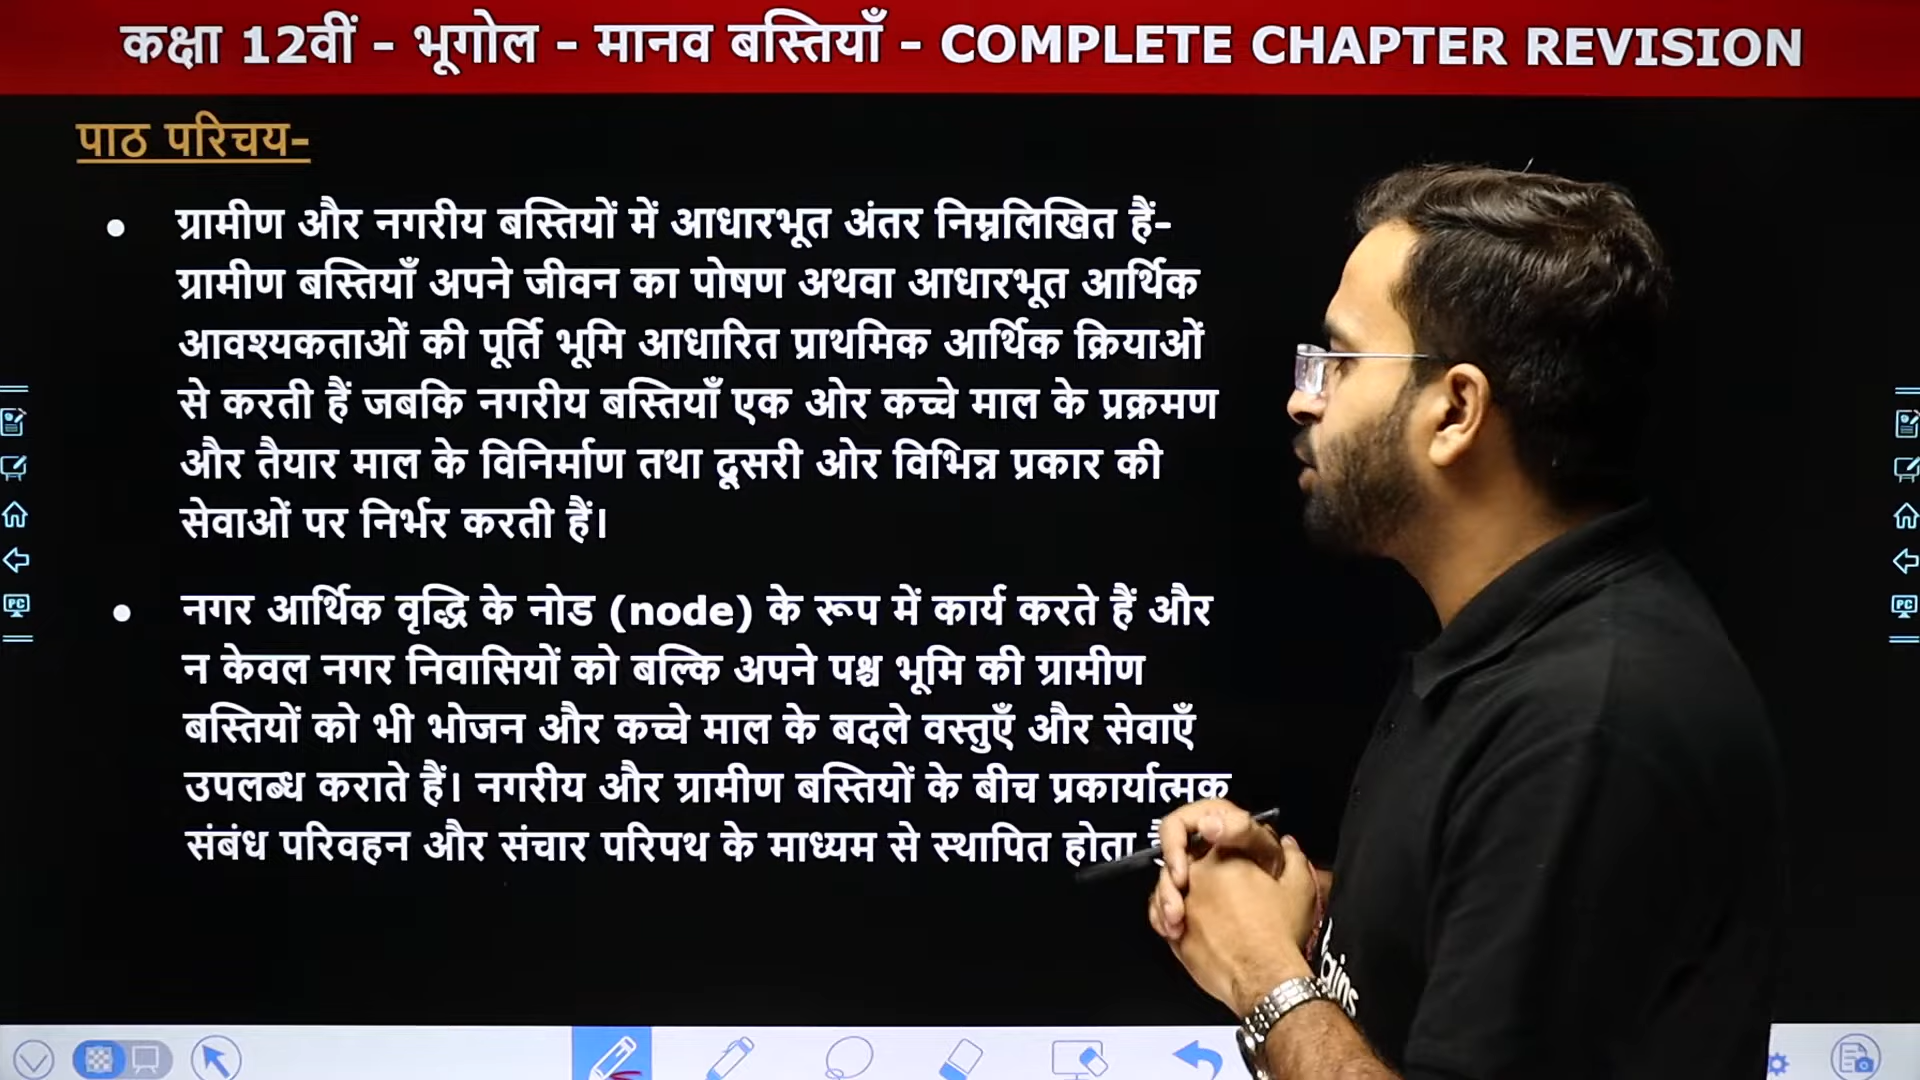 कक्षा 12वीं - भूगोल - मानव बस्तियाँ - COMPLETE CHAPTER REVISION
पाठ परिचय-
• ग्रामीण और नगरीय बस्तियों में आधारभूत अंतर निम्नलिखित हैं-
ग्रामीण बस्तियाँ अपने जीवन का पोषण अथवा आधारभूत आर्थिक
आवश्यकताओं की पूर्ति भूमि आधारित प्राथमिक आर्थिक क्रियाओं
से करती हैं जबकि नगरीय बस्तियाँ एक ओर कच्चे माल के प्रक्रमण
और तैयार माल के विनिर्माण तथा दूसरी ओर विभिन्न प्रकार की
सेवाओं पर निर्भर करती हैं।
• नगर आर्थिक वृद्धि के नोड (node) के रूप में कार्य करते हैं और
न केवल नगर निवासियों को बल्कि अपने पश्च भूमि की ग्रामीण
बस्तियों को भी भोजन और कच्चे माल के बदले वस्तुएँ और सेवाएँ
उपलब्ध कराते हैं। नगरीय और ग्रामीण बस्तियों के बीच प्रकार्यात्मक
संबंध परिवहन और संचार परिपथ के माध्यम से स्थापित होता
PC
PC